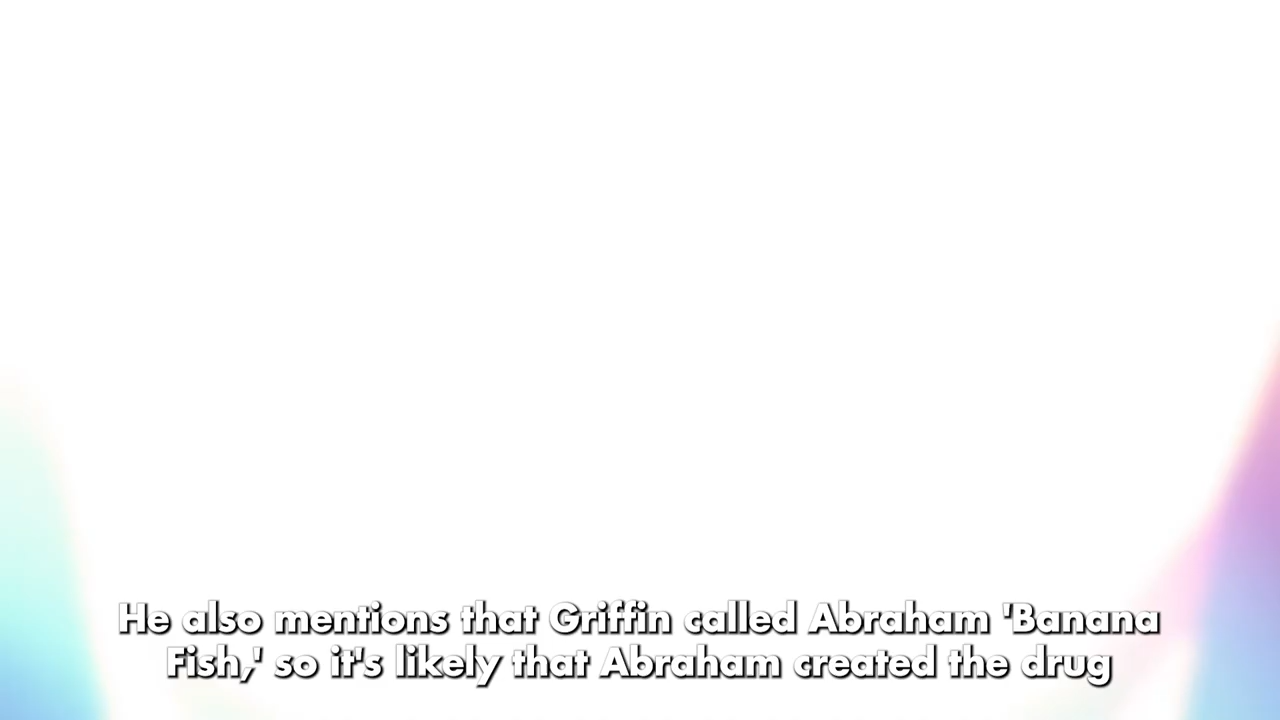 He also mentions that Griffin called Abraham 'Banana
Fish,' so it's likely that Abraham created the drug